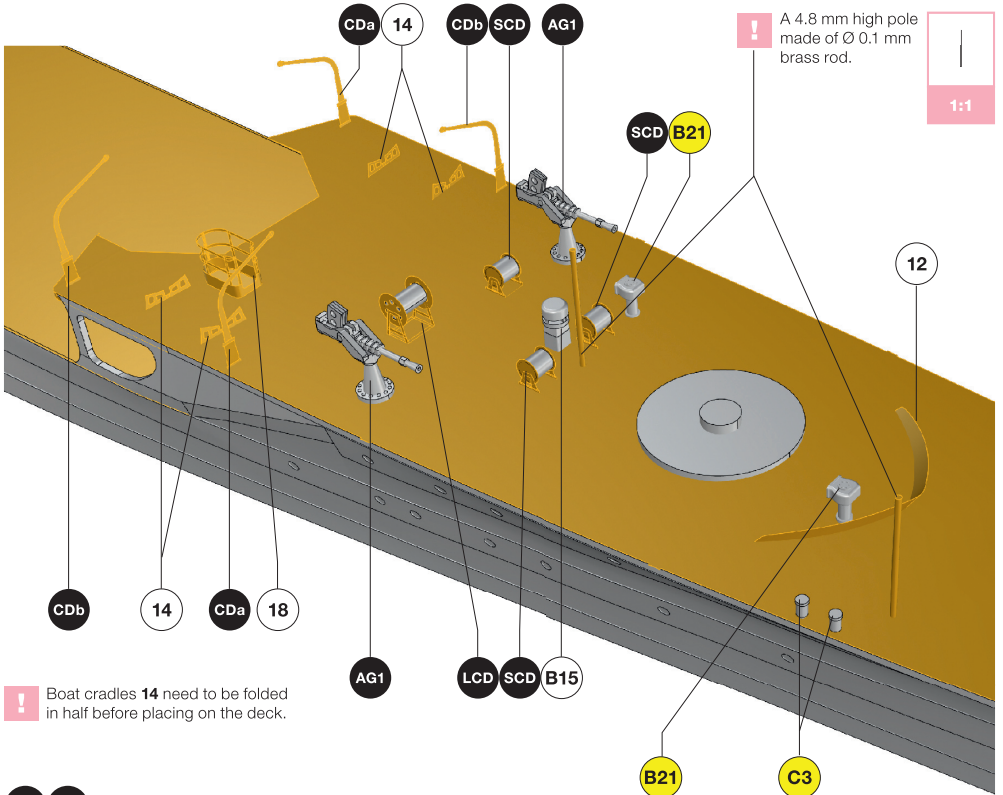 CDa 14 CDb SCD AG1
! A 4.8 mm high pole
made of Ø 0.1 mm
brass rod.
1:1
SCD B21
12
CDb 14 CDa 18
AG1 LCD SCD B15
! Boat cradles 14 need to be folded
in half before placing on the deck.
B21 C3